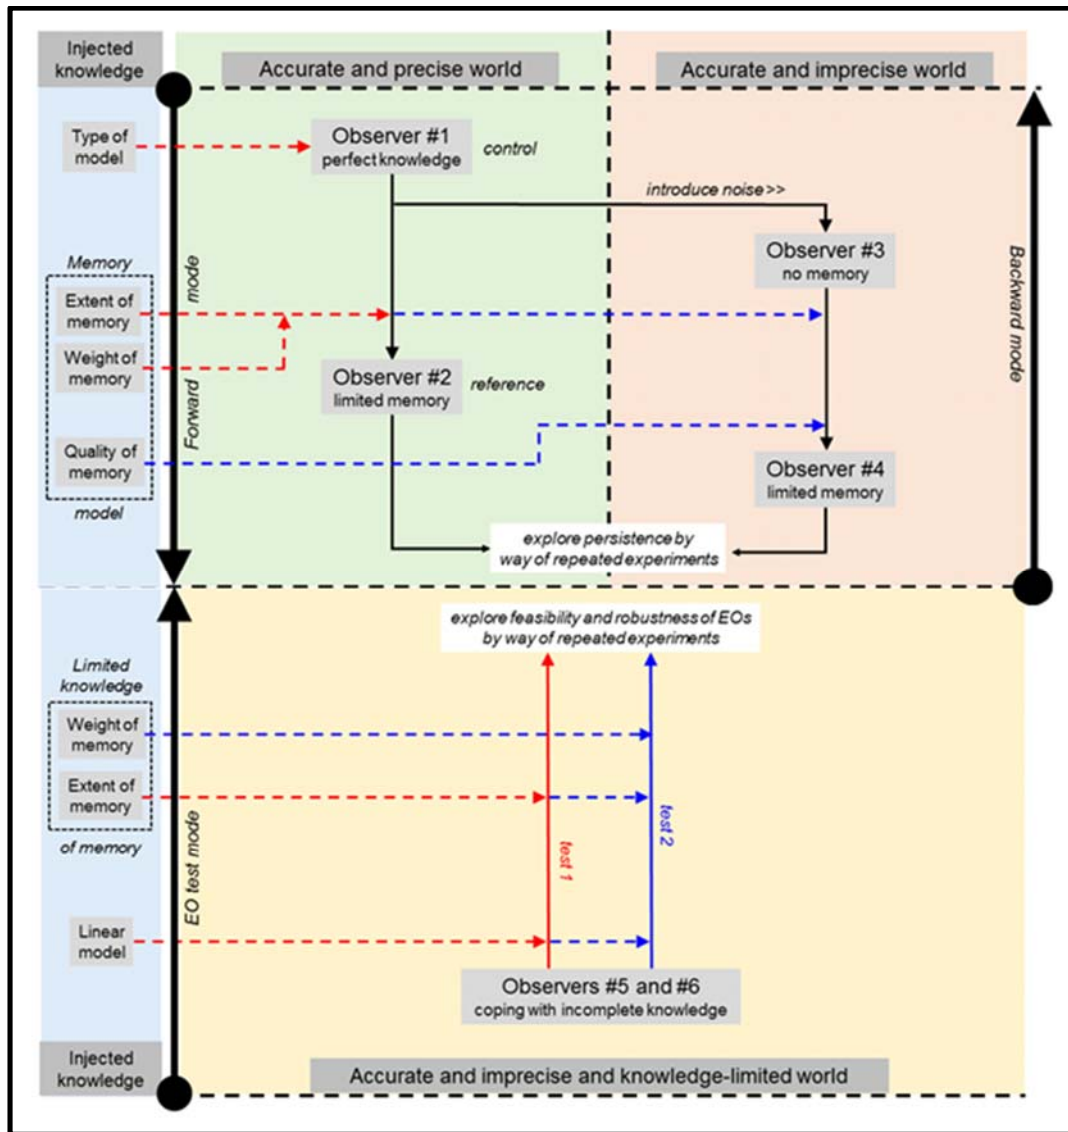 Injected
knowledge
Accurate and precise world
Accurate and imprecise world
Type of
model
Observer #1
perfect knowledge
control
introduce noise>>
Observer #3
no memory
Memory
Extent of
memory
Weight of
memory
Quality of
memory
model
mode
Forward
Observer #2
limited memory
reference
Observer #4
limited memory
Backward mode
explore persistence by
way of repeated experiments
explore feasibility and robustness of EOs
by way of repeated experiments
Limited
knowledge
Weight of
memory
Extent of
memory
of memory
EO test mode
test 1
test 2
Linear
model
Observers #5 and #6
coping with incomplete knowledge
Injected
knowledge
Accurate and imprecise and knowledge-limited world